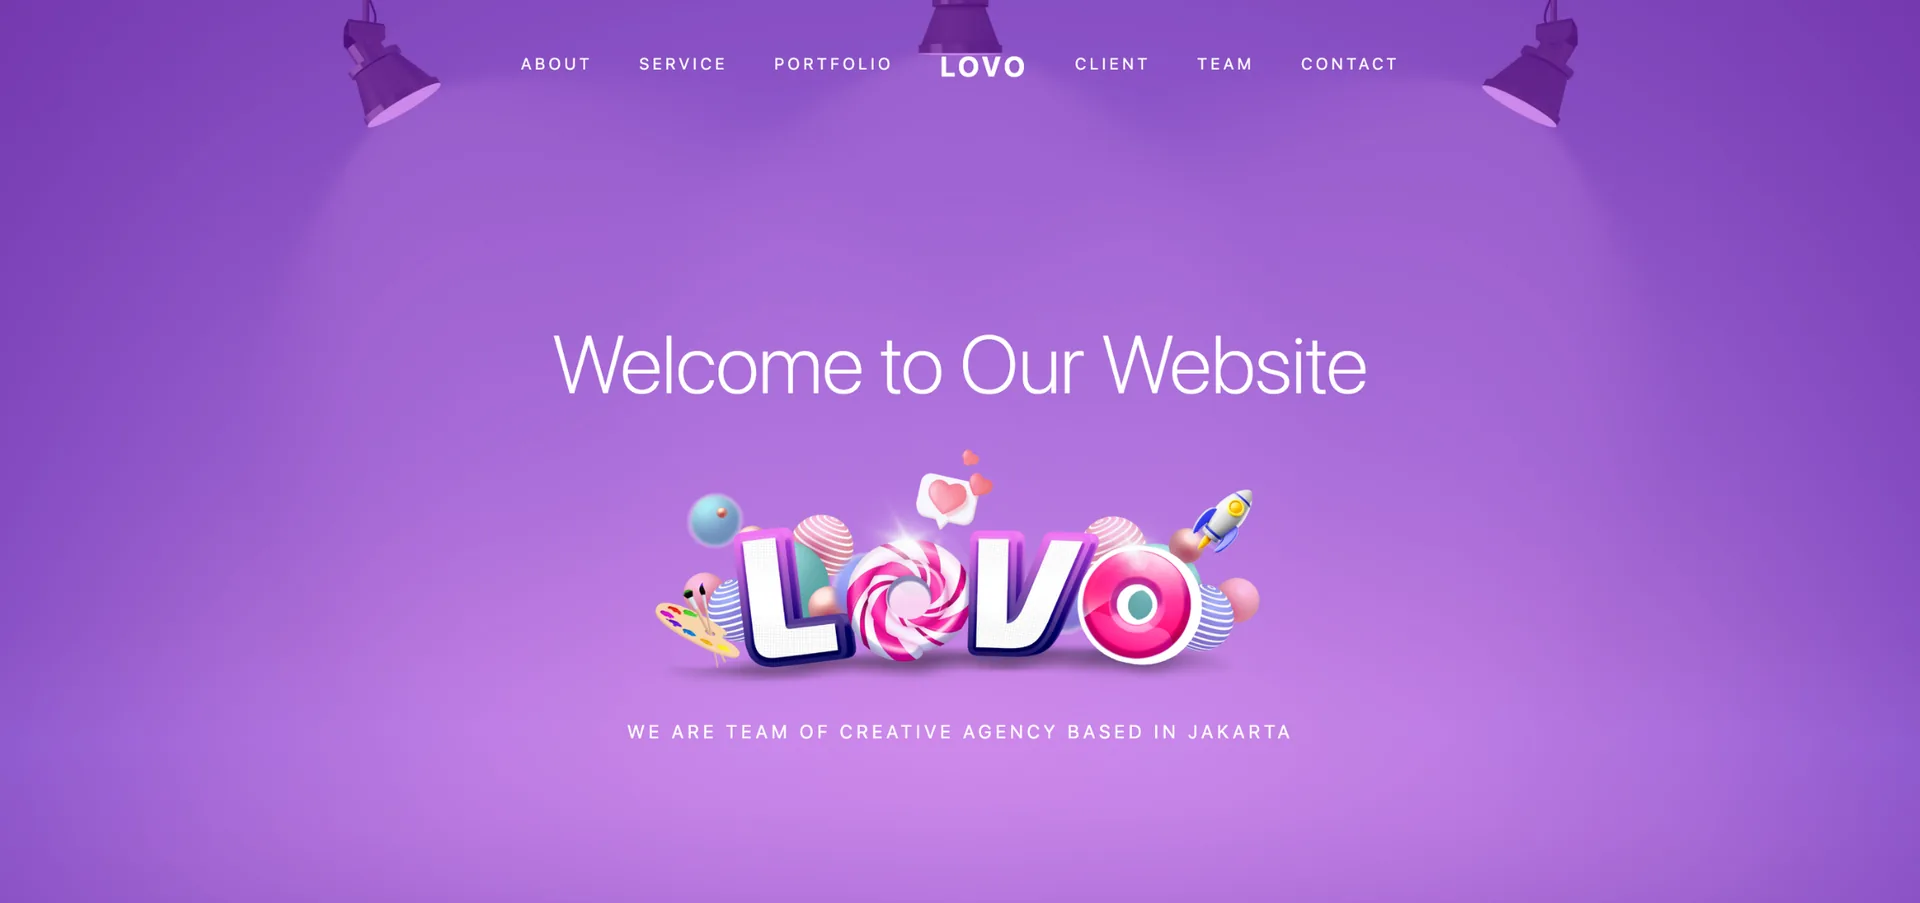 ABOUT SERVICE PORTFOLIO LOVO CLIENT TEAM CONTACT
Welcome to Our Website
LOVO
WE ARE TEAM OF CREATIVE AGENCY BASED IN JAKARTA